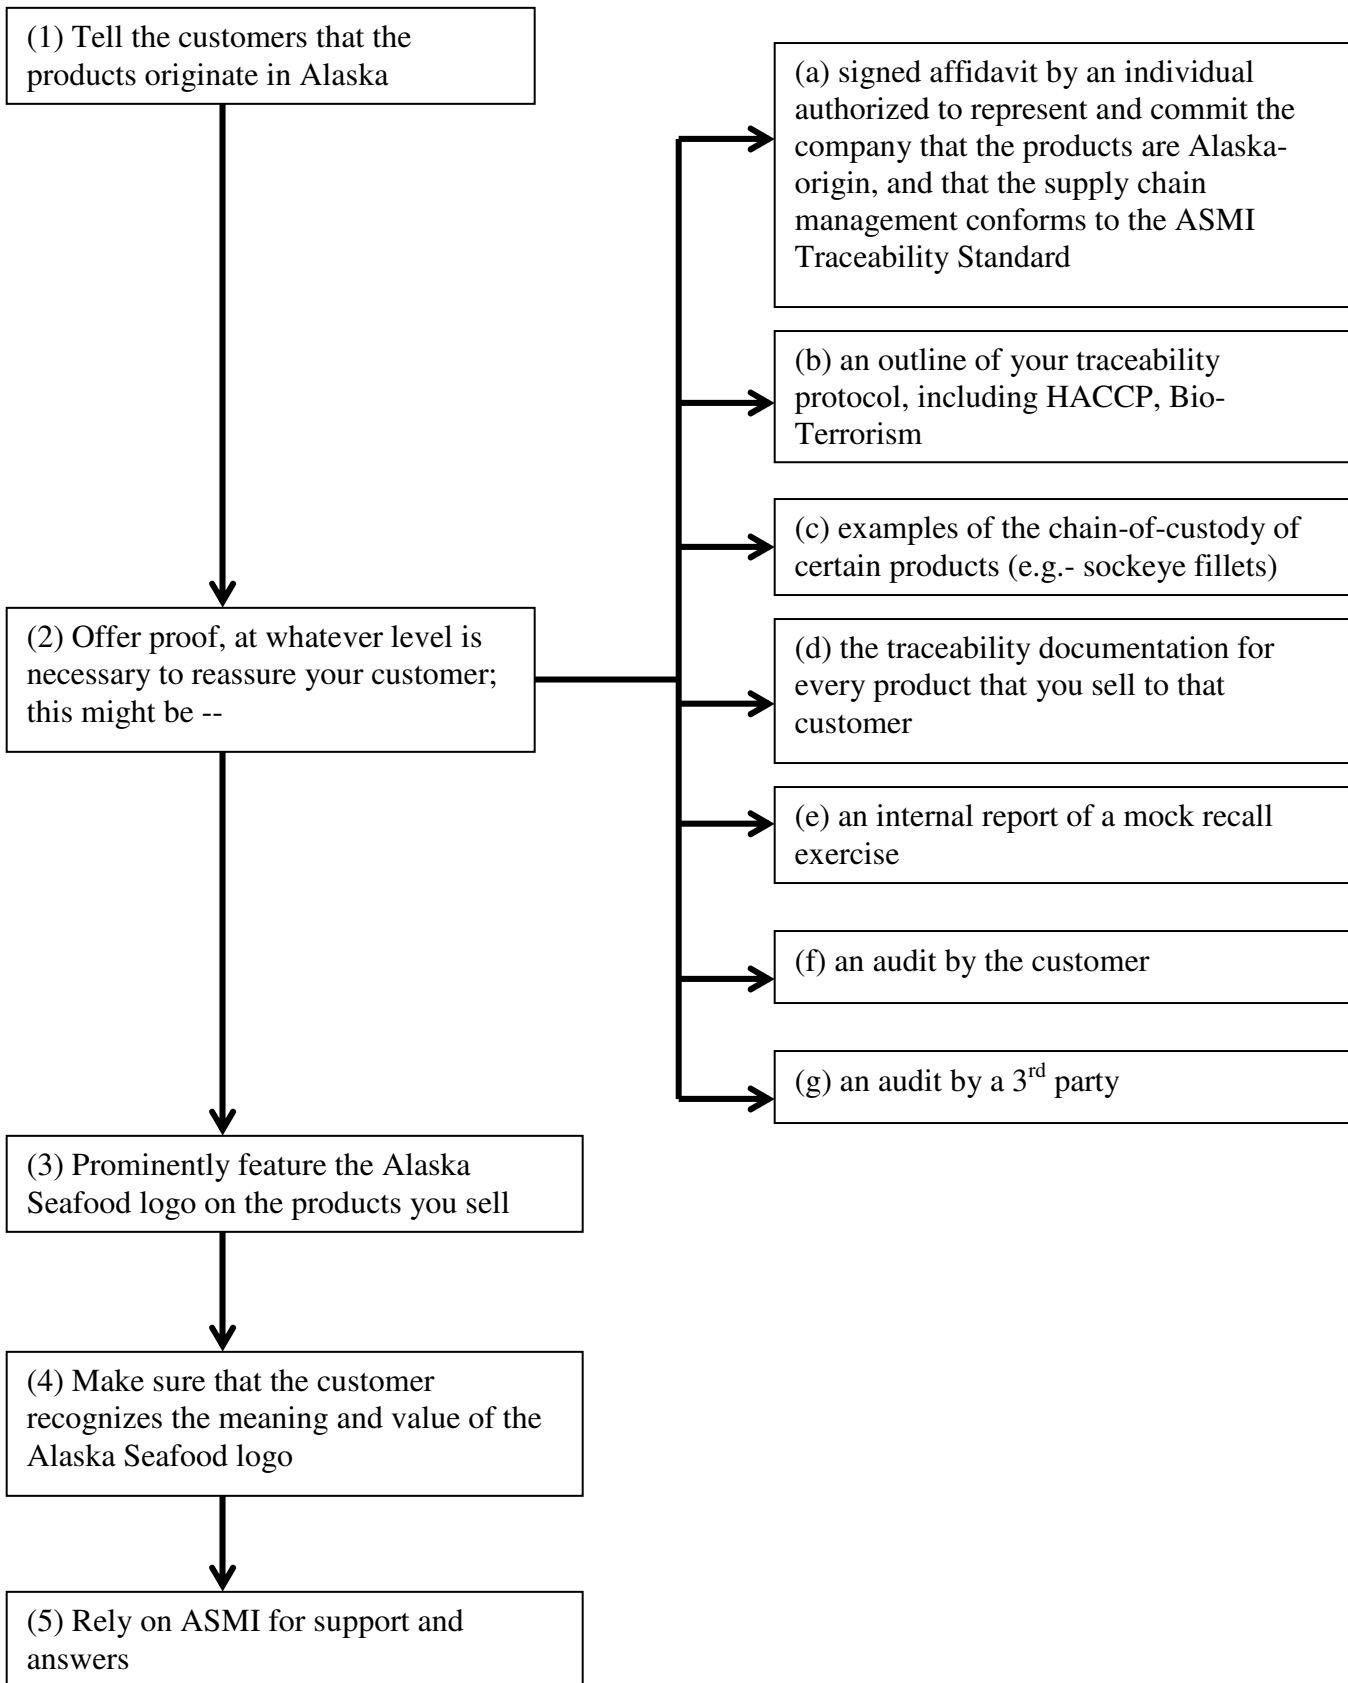 (1) Tell the customers that the
products originate in Alaska
(a) signed affidavit by an individual
authorized to represent and commit the
company that the products are Alaska-
origin, and that the supply chain
management conforms to the ASMI
Traceability Standard
(b) an outline of your traceability
protocol, including HACCP, Bio-
Terrorism
(c) examples of the chain-of-custody of
certain products (e.g.- sockeye fillets)
(2) Offer proof, at whatever level is
necessary to reassure your customer;
this might be --
(d) the traceability documentation for
every product that you sell to that
customer
(e) an internal report of a mock recall
exercise
(f) an audit by the customer
(g) an audit by a 3rd party
(3) Prominently feature the Alaska
Seafood logo on the products you sell
(4) Make sure that the customer
recognizes the meaning and value of the
Alaska Seafood logo
(5) Rely on ASMI for support and
answers